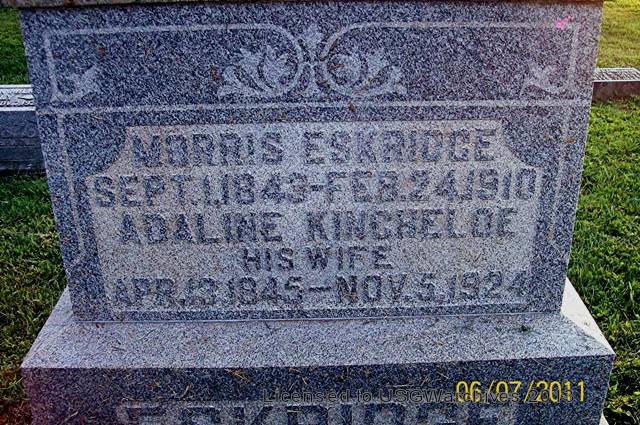 MORRIS ESKRIDGE
SEPT.1,1843-FEB.24,1910
ADALINE KINCHELOE
HIS WIFE
APR.13,1845-NOV.5,1924
06/07/2011
Licensed to USGWarchives
ESKRIDGE